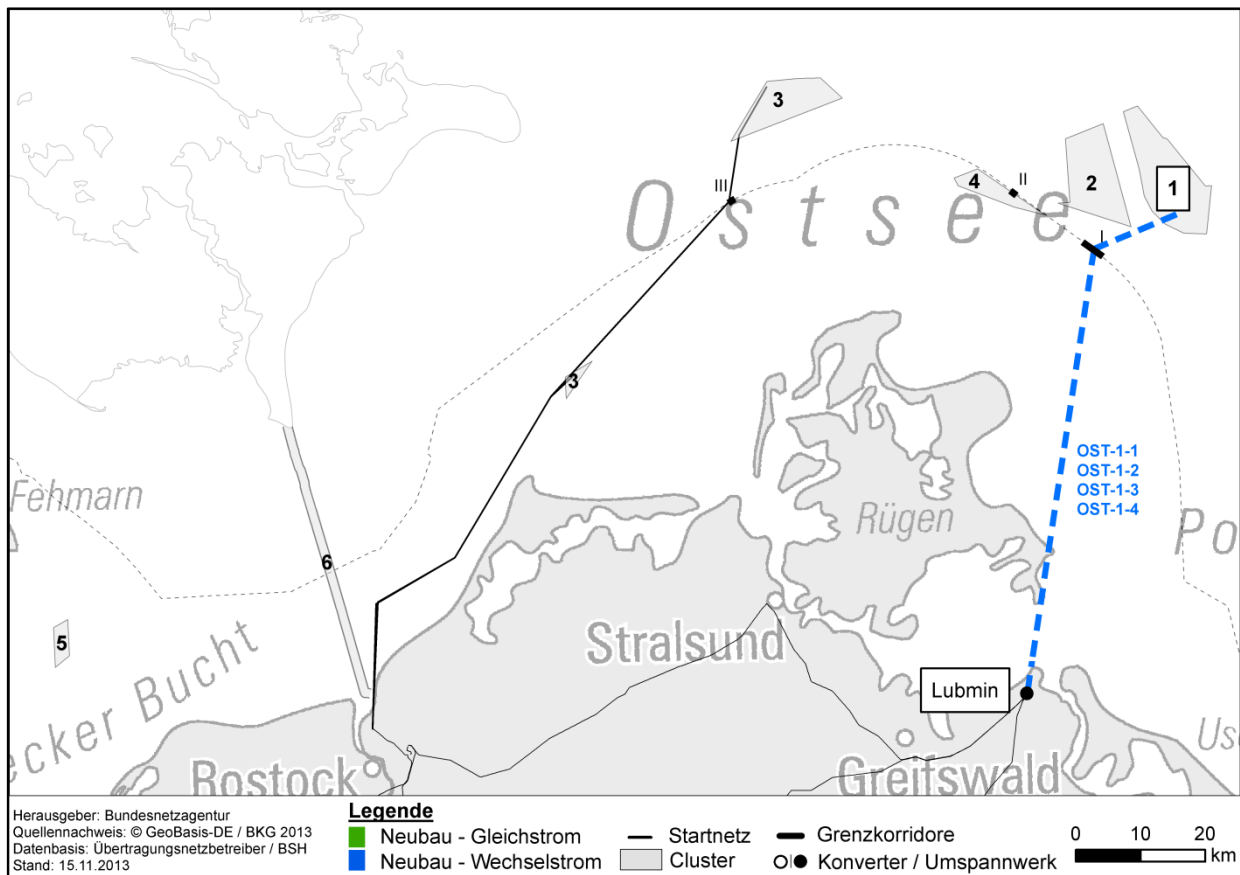 3
III
4
II
2
1
I
Ostsee
3
OST-1-1
OST-1-2
OST-1-3
OST-1-4
Fehmarn
Rügen
Po
6
5
Stralsund
Lubmin
ecker Bucht
Rostock
Greifswald
Use
Herausgeber: Bundesnetzagentur
Quellennachweis: © GeoBasis-DE / BKG 2013
Datenbasis: Übertragungsnetzbetreiber / BSH
Stand: 15.11.2013
Legende
Neubau - Gleichstrom
Neubau - Wechselstrom
Startnetz
Cluster
Grenzkorridore
Konverter / Umspannwerk
0 10 20
km